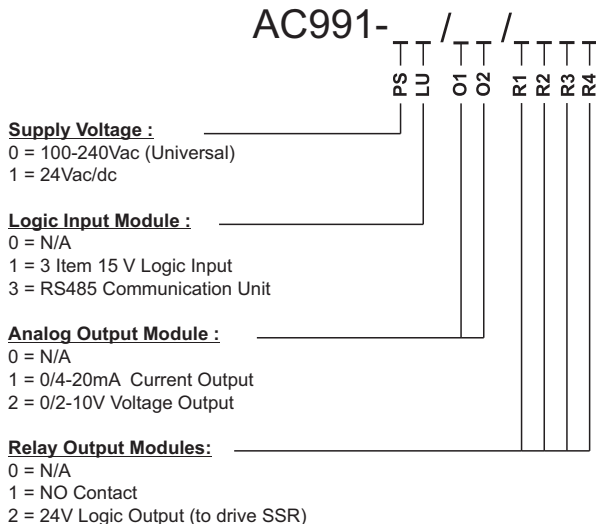 AC991-_ _ /_ _ /_ _ _ _
PS LU O1 O2 R1 R2 R3 R4
Supply Voltage :
0 = 100-240Vac (Universal)
1 = 24Vac/dc
Logic Input Module :
0 = N/A
1 = 3 Item 15 V Logic Input
3 = RS485 Communication Unit
Analog Output Module :
0 = N/A
1 = 0/4-20mA Current Output
2 = 0/2-10V Voltage Output
Relay Output Modules:
0 = N/A
1 = NO Contact
2 = 24V Logic Output (to drive SSR)